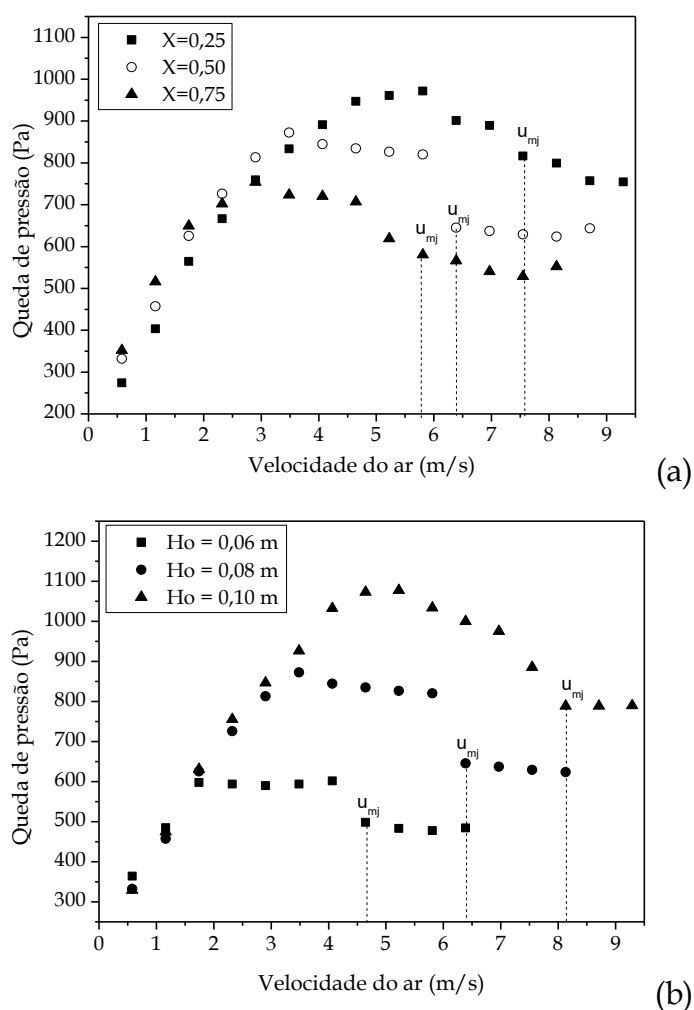 1100
1000
900
800
700
600
500
400
300
200
Queda de pressão (Pa)
X=0,25
X=0,50
X=0,75
u_mj
u_mj
u_mj
0 1 2 3 4 5 6 7 8 9
Velocidade do ar (m/s)
(a)
1200
1100
1000
900
800
700
600
500
400
300
Queda de pressão (Pa)
Ho = 0,06 m
Ho = 0,08 m
Ho = 0,10 m
u_mj
u_mj
u_mj
0 1 2 3 4 5 6 7 8 9
Velocidade do ar (m/s)
(b)